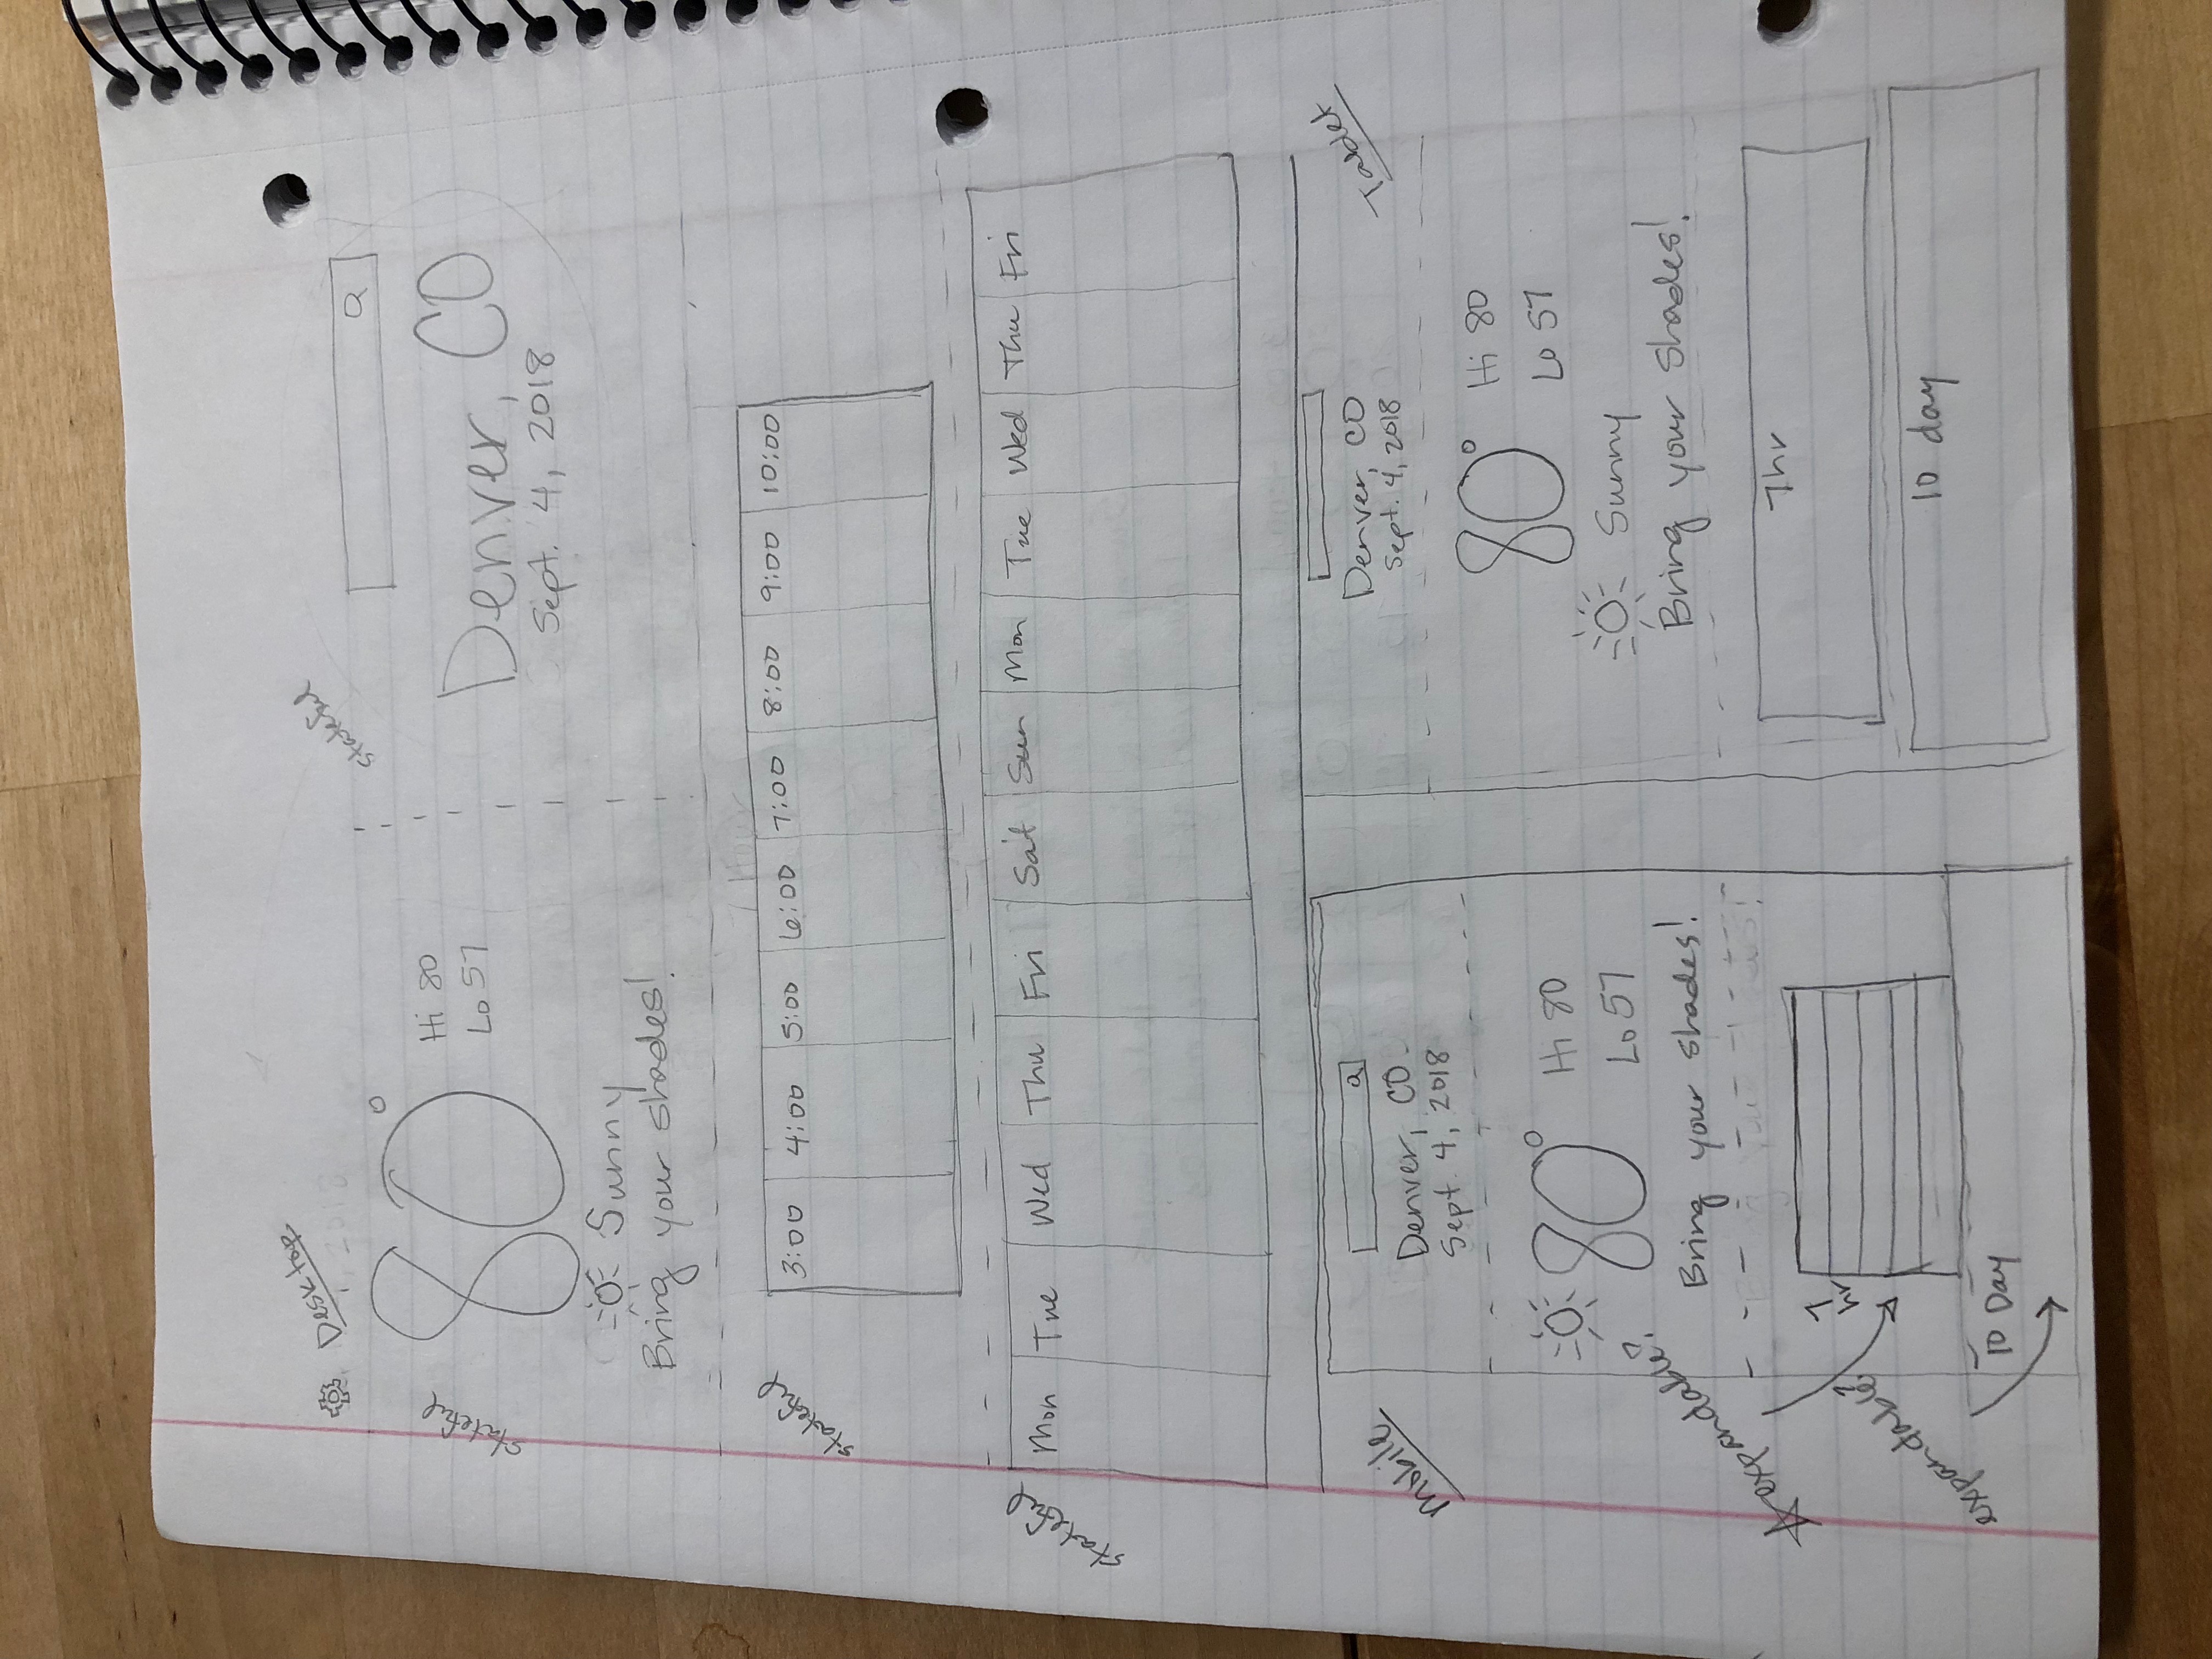 Desktop
stateful
a
80° Hi 80
Lo 57
Denver, CO
Sept. 4, 2018
Sunny
Bring your shades!
stateful
stateful
3:00 4:00 5:00 6:00 7:00 8:00 9:00 10:00
stateful
Mon Tue Wed Thu Fri Sat Sun Mon Tue Wed Thu Fri
Mobile
a
Denver, CO
Sept. 4, 2018
80° Hi 80
Lo 57
Bring your shades!
expandable?
7
hr
expandable?
10 Day
Tablet
Denver, CO
Sept. 4, 2018
80° Hi 80
Lo 57
Sunny
Bring your shades!
7hr
10 day